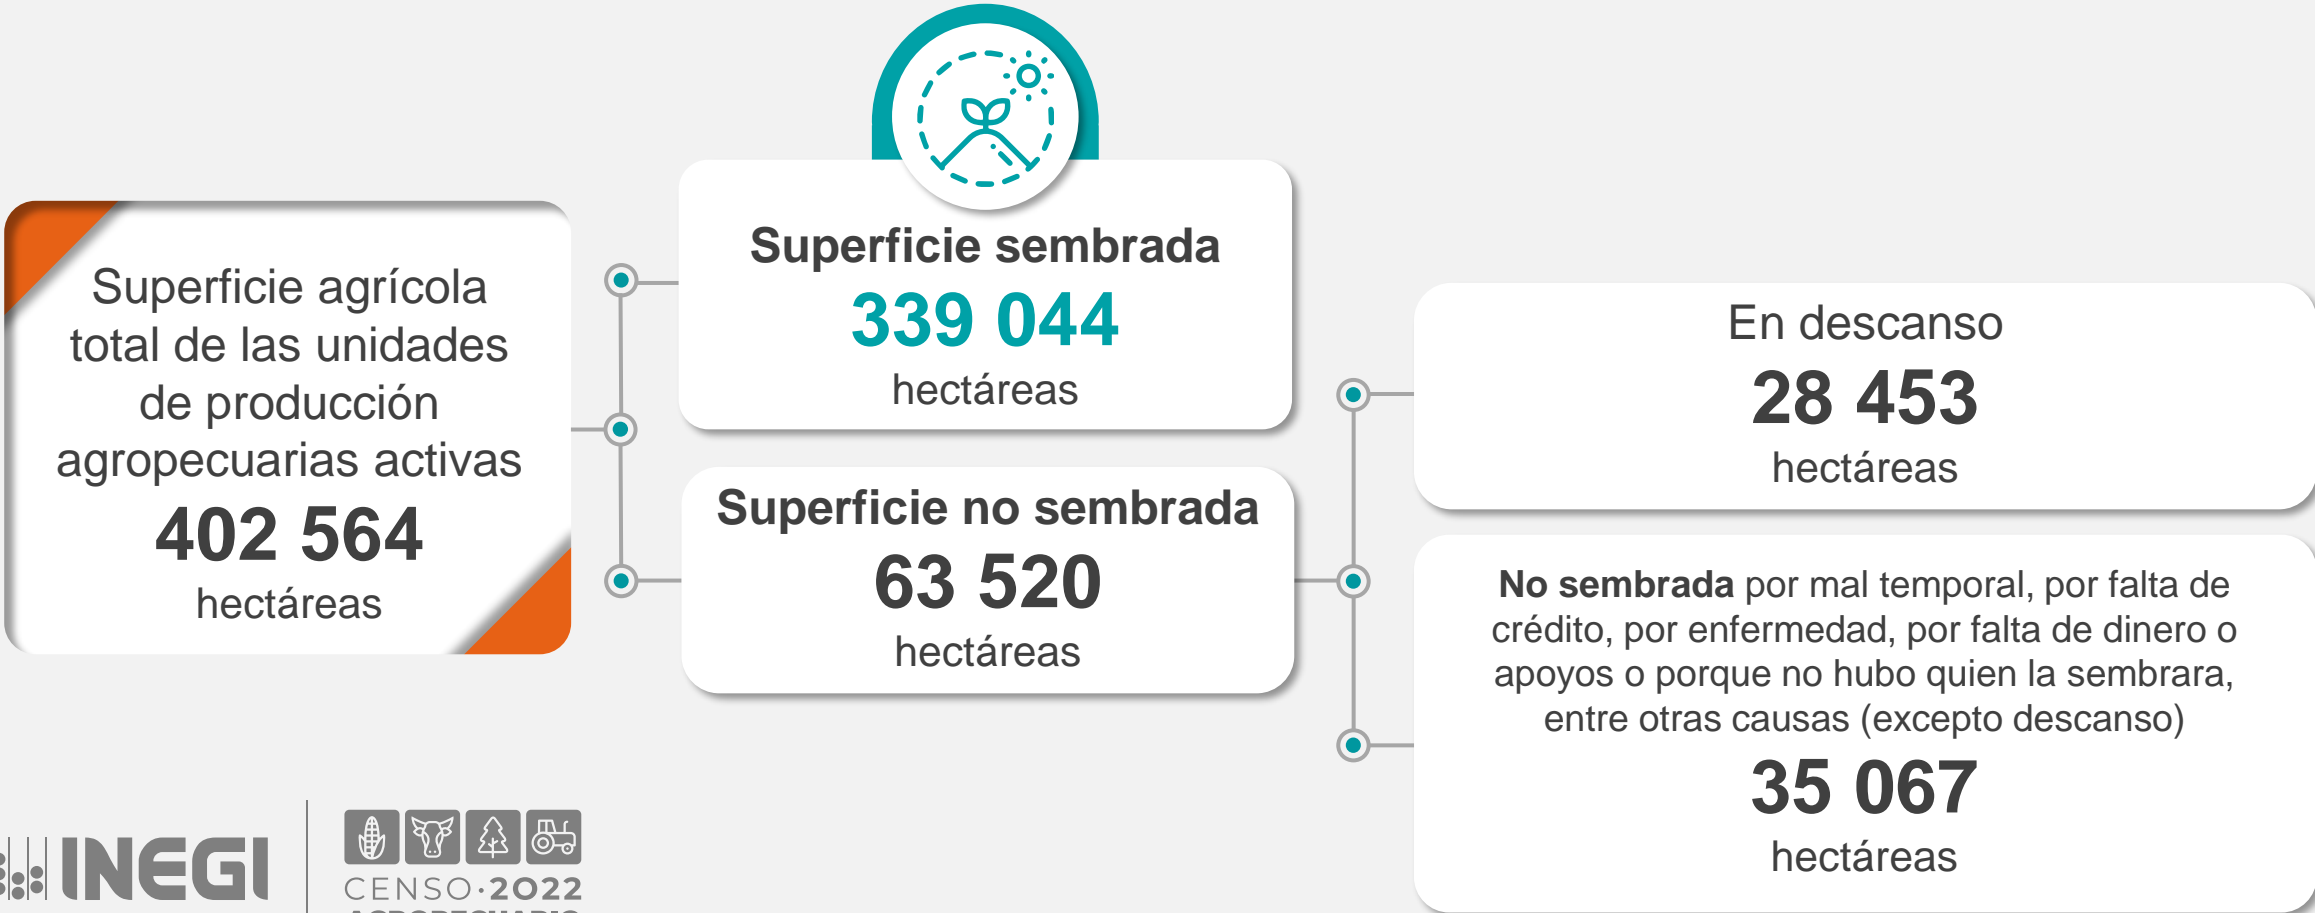 Superficie agrícola
total de las unidades
de producción
agropecuarias activas
402 564
hectáreas
Superficie sembrada
339 044
hectáreas
Superficie no sembrada
63 520
hectáreas
En descanso
28 453
hectáreas
No sembrada por mal temporal, por falta de
crédito, por enfermedad, por falta de dinero o
apoyos o porque no hubo quien la sembrara,
entre otras causas (excepto descanso)
35 067
hectáreas
INEGI
CENSO·2022
AGROPECUARIO